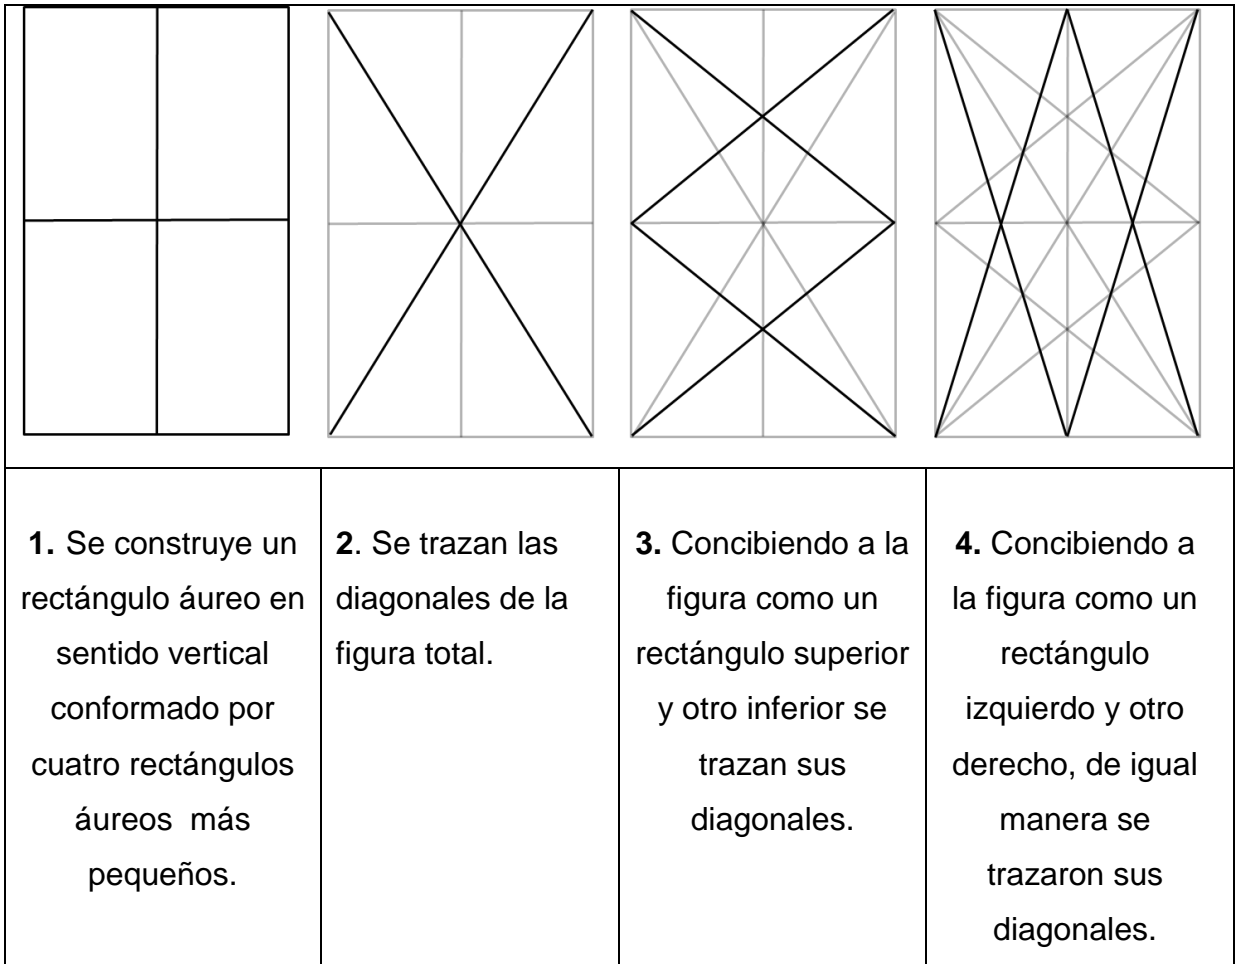 1. Se construye un
rectángulo áureo en
sentido vertical
conformado por
cuatro rectángulos
áureos más
pequeños.
2. Se trazan las
diagonales de la
figura total.
3. Concibiendo a la
figura como un
rectángulo superior
y otro inferior se
trazan sus
diagonales.
4. Concibiendo a
la figura como un
rectángulo
izquierdo y otro
derecho, de igual
manera se
trazaron sus
diagonales.